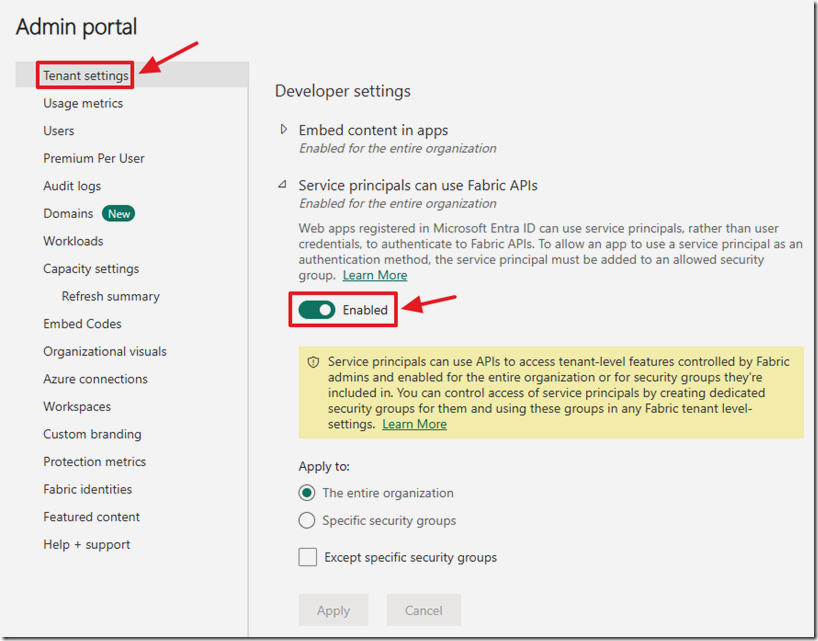 Admin portal
Tenant settings
Usage metrics
Users
Premium Per User
Audit logs
Domains New
Workloads
Capacity settings
Refresh summary
Embed Codes
Organizational visuals
Azure connections
Workspaces
Custom branding
Protection metrics
Fabric identities
Featured content
Help + support
Developer settings
Embed content in apps
Enabled for the entire organization
Service principals can use Fabric APIs
Enabled for the entire organization
Web apps registered in Microsoft Entra ID can use service principals, rather than user
credentials, to authenticate to Fabric APIs. To allow an app to use a service principal as an
authentication method, the service principal must be added to an allowed security
group. Learn More
Enabled
Service principals can use APIs to access tenant-level features controlled by Fabric
admins and enabled for the entire organization or for security groups they're
included in. You can control access of service principals by creating dedicated
security groups for them and using these groups in any Fabric tenant level-
settings. Learn More
Apply to:
The entire organization
Specific security groups
Except specific security groups
Apply
Cancel